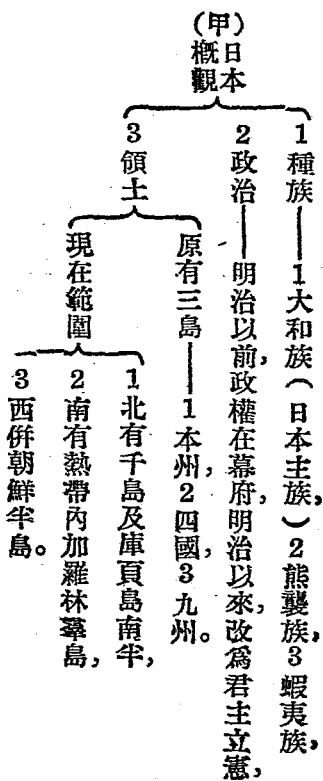 (甲)日本概觀
1種族——1大和族(日本主族,)2熊襲族,3蝦夷族,
2政治——明治以前,政權在幕府,明治以來,改爲君主立憲,
3領土
原有三島——1本州,2四國,3九州。
現在範圍
1北有千島及庫頁島南半,
2南有熱帶內加羅林羣島,
3西併朝鮮半島。